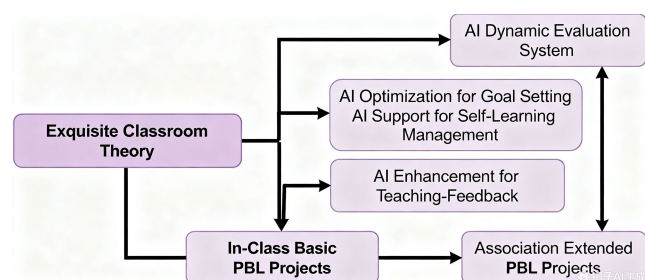 AI Dynamic Evaluation
System
AI Optimization for Goal Setting
AI Support for Self-Learning
Management
Exquisite Classroom
Theory
AI Enhancement for
Teaching-Feedback
In-Class Basic
PBL Projects
Association Extended
PBL Projects